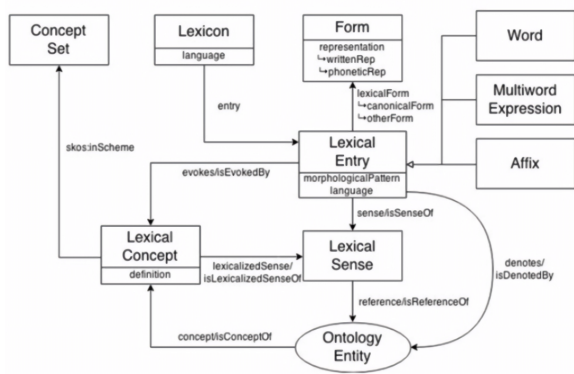 Concept
Set
Lexicon
language
Form
representation
↳writtenRep
↳phoneticRep
Word
Multiword
Expression
Affix
entry
lexicalForm
↳canonicalForm
↳otherForm
skos:inScheme
Lexical
Entry
morphologicalPattern
language
evokes/isEvokedBy
sense/isSenseOf
Lexical
Concept
definition
lexicalizedSense/
isLexicalizedSenseOf
Lexical
Sense
denotes/
isDenotedBy
reference/isReferenceOf
concept/isConceptOf
Ontology
Entity